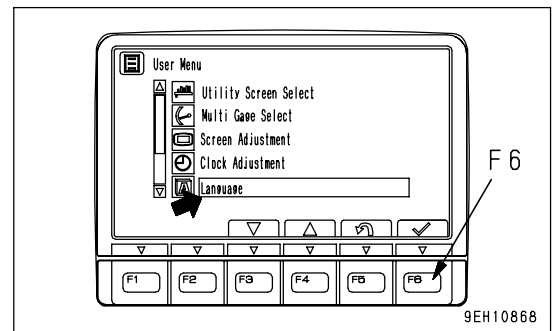 User Menu
Utility Screen Select
Multi Gage Select
Screen Adjustment
Clock Adjustment
Language
F6
F1 F2 F3 F4 F5 F6
9EH10868